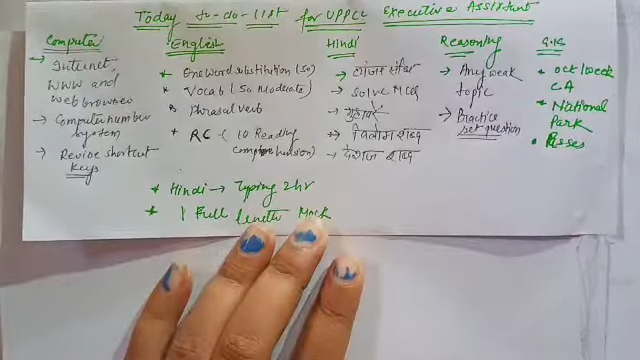 Today to-do-list for UPPCL Executive Assistant
Computer
→ Internet,
WWW and
web browser
→ Computer number
system
→ Revise shortcut
keys
English
* One word substitution (50)
* Vocab (50 moderate)
* Phrasal verb
* RC - (10 Reading
comprehension)
Hindi
→ व्यंजन संधि
→ Solve MCQ
→ मुहावरे
→ विलोम शब्द
→ देशज शब्द
Reasoning
→ Any weak
topic
→ Practice
set question
G.K
• Oct 1 week
CA
• National
Park
* Hindi → Typing 2 hr
* 1 Full length Mock